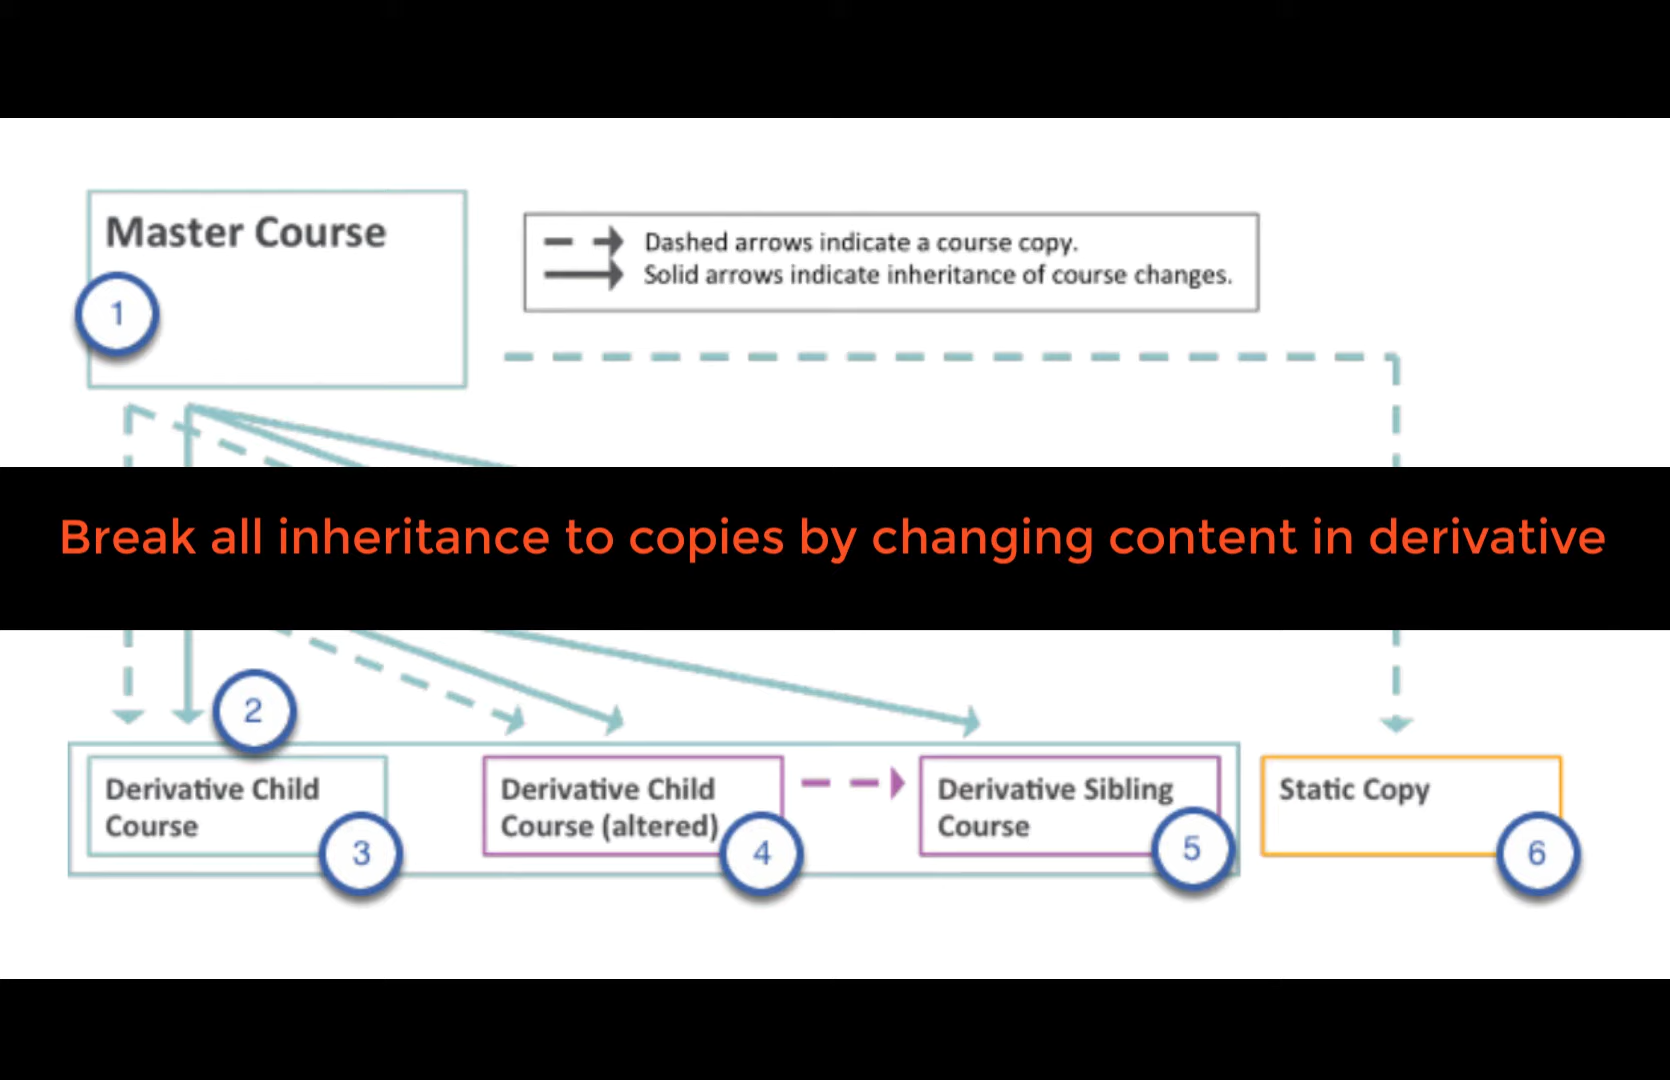 Master Course
1
Dashed arrows indicate a course copy.
Solid arrows indicate inheritance of course changes.
Break all inheritance to copies by changing content in derivative
2
Derivative Child
Course
3
Derivative Child
Course (altered)
4
Derivative Sibling
Course
5
Static Copy
6